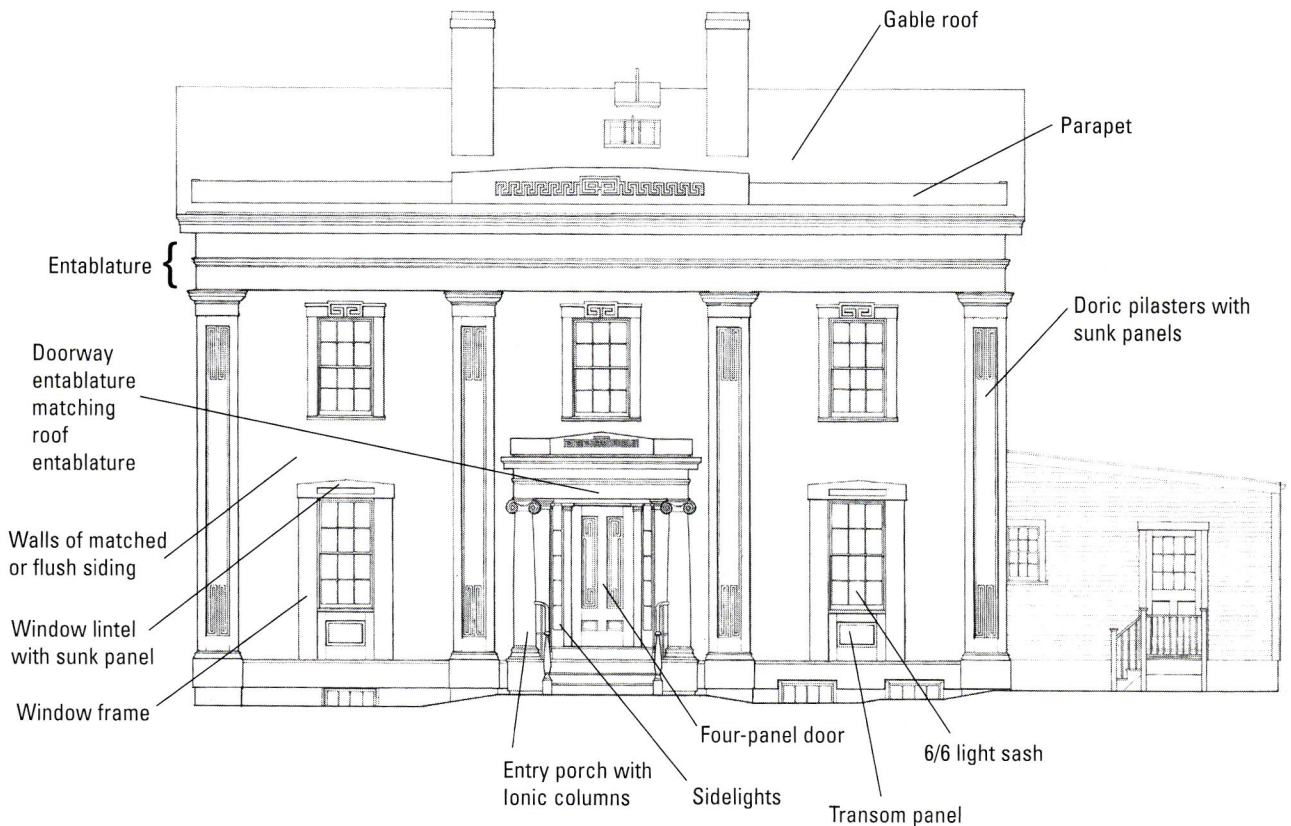 Gable roof
Parapet
Entablature {
Doric pilasters with
sunk panels
Doorway
entablature
matching
roof
entablature
Walls of matched
or flush siding
Window lintel
with sunk panel
Window frame
Four-panel door
6/6 light sash
Entry porch with
Ionic columns
Sidelights
Transom panel